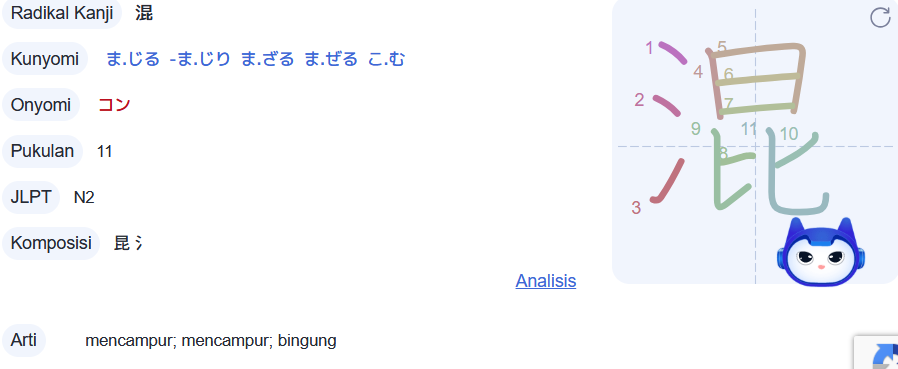 Radikal Kanji 混
Kunyomi ま.じる -ま.じり ま.ざる ま.ぜる こ.む
Onyomi コン
Pukulan 11
JLPT N2
Komposisi 昆 氵
Analisis
Arti mencampur; mencampur; bingung
混
1
2
3
4
5
6
7
8
9
10
11